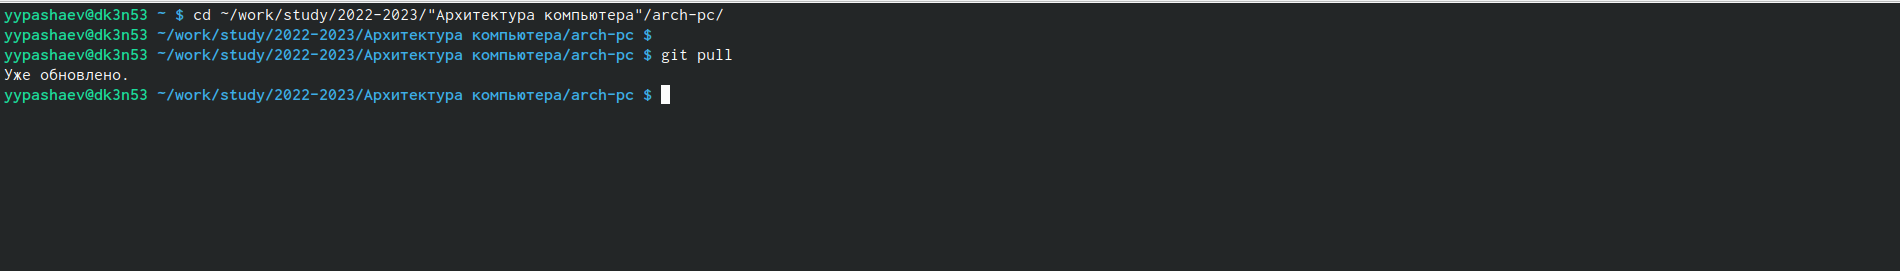 yypashaev@dk3n53 ~ $ cd ~/work/study/2022-2023/"Архитектура компьютера"/arch-pc/
yypashaev@dk3n53 ~/work/study/2022-2023/Архитектура компьютера/arch-pc $
yypashaev@dk3n53 ~/work/study/2022-2023/Архитектура компьютера/arch-pc $ git pull
Уже обновлено.
yypashaev@dk3n53 ~/work/study/2022-2023/Архитектура компьютера/arch-pc $